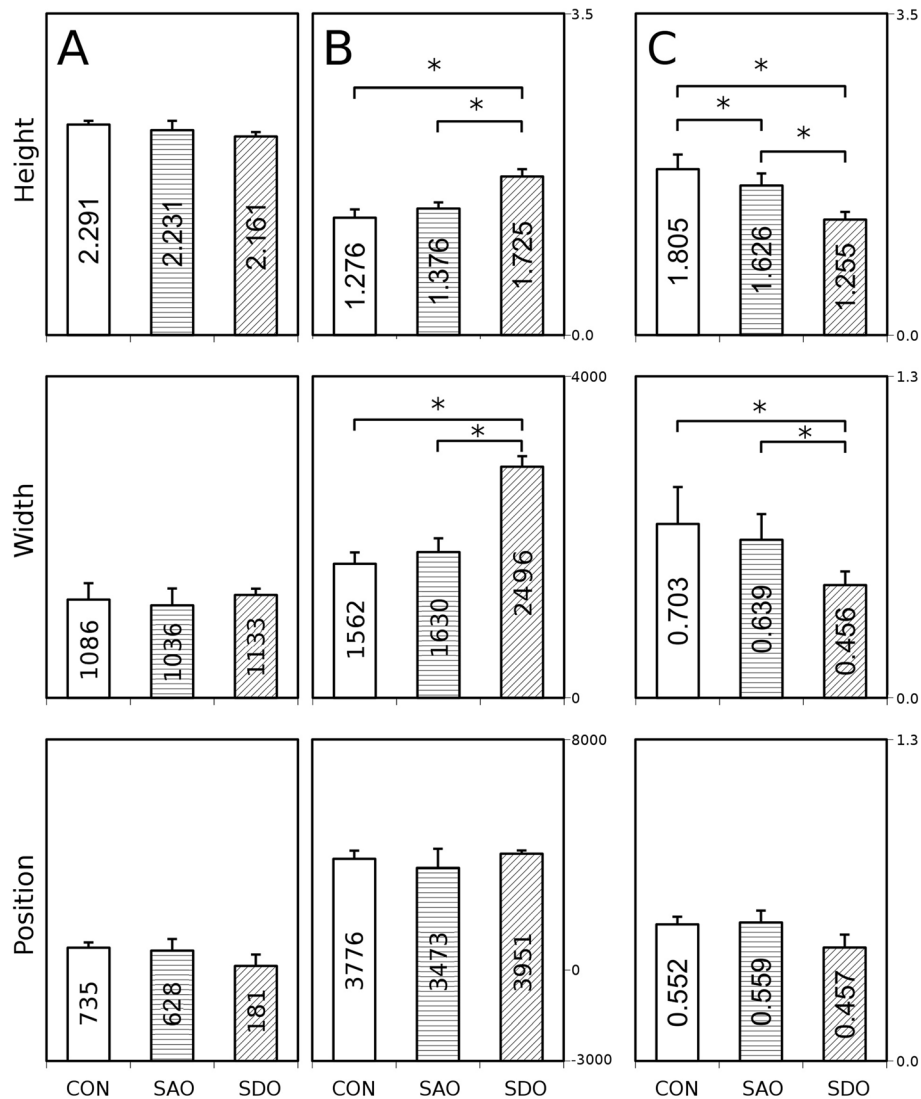 A B C
3.5 3.5
* *
* * *
Height
2.291 2.231 2.161 1.276 1.376 1.725 1.805 1.626 1.255
0.0 0.0
4000 1.3
* *
* *
Width
1086 1036 1133 1562 1630 2496 0.703 0.639 0.456
0 0.0
8000 1.3
Position
735 628 181 3776 3473 3951 0.552 0.559 0.457
0
-3000 0.0
CON SAO SDO CON SAO SDO CON SAO SDO